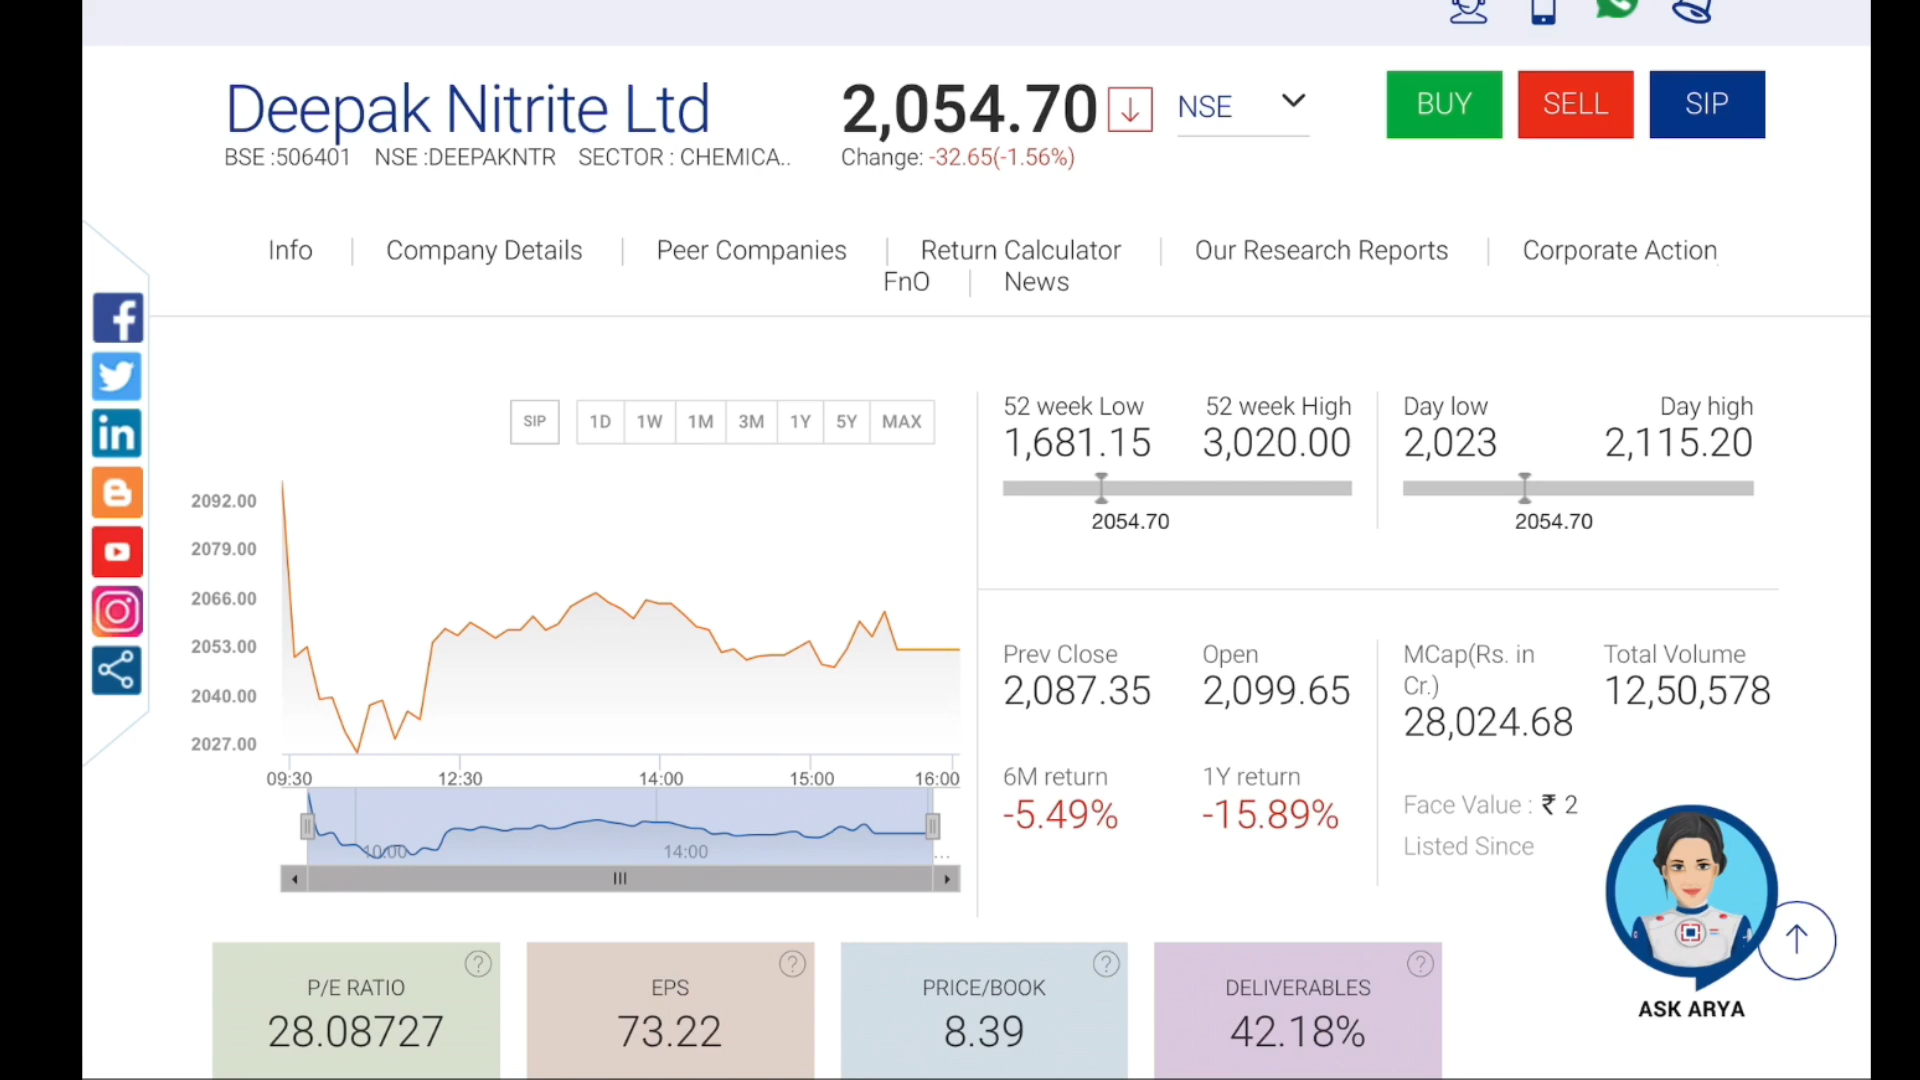 Deepak Nitrite Ltd
2,054.70
NSE
BUY
SELL
SIP
BSE :506401 NSE :DEEPAKNTR SECTOR : CHEMICA..
Change: -32.65(-1.56%)
Info
Company Details
Peer Companies
Return Calculator
Our Research Reports
Corporate Action
FnO
News
SIP
1D
1W
1M
3M
1Y
5Y
MAX
2092.00
2079.00
2066.00
2053.00
2040.00
2027.00
09:30
12:30
14:00
15:00
16:00
10:00
14:00
...
52 week Low
1,681.15
52 week High
3,020.00
2054.70
Day low
2,023
Day high
2,115.20
2054.70
Prev Close
2,087.35
Open
2,099.65
6M return
-5.49%
1Y return
-15.89%
MCap(Rs. in
Cr.)
28,024.68
Total Volume
12,50,578
Face Value : ₹ 2
Listed Since
ASK ARYA
P/E RATIO
28.08727
EPS
73.22
PRICE/BOOK
8.39
DELIVERABLES
42.18%